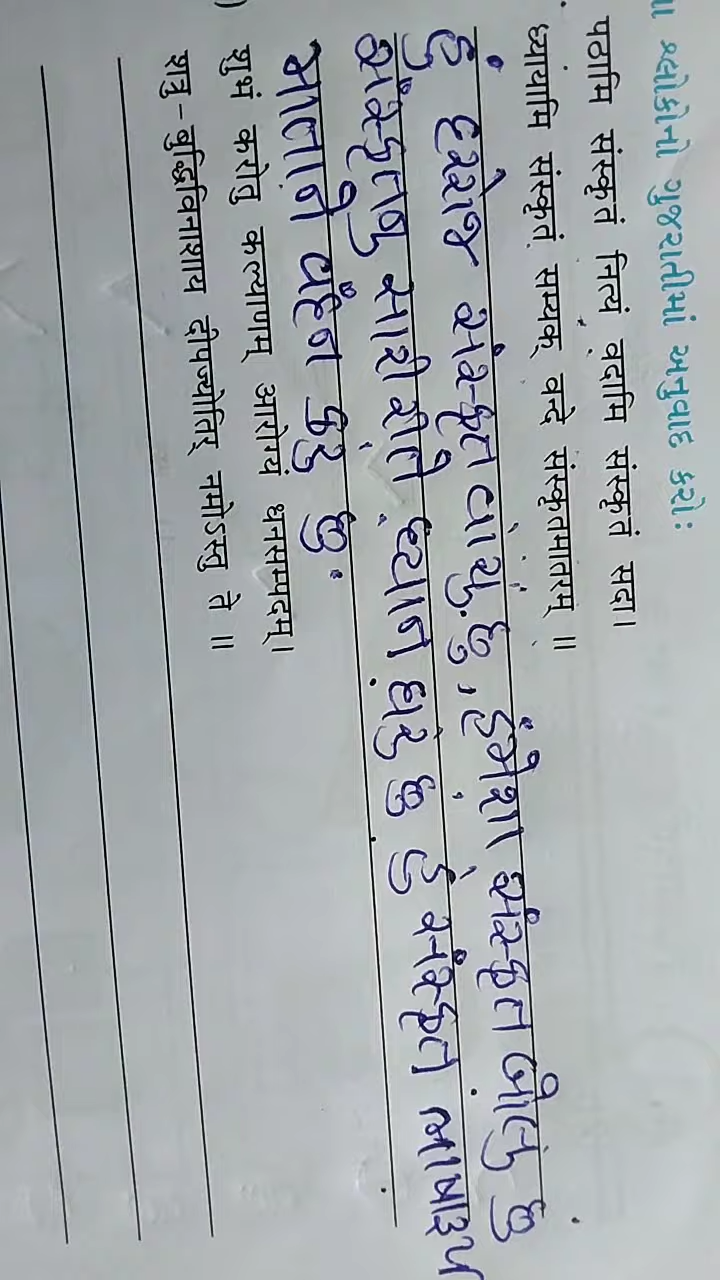 શ્લોકોનો ગુજરાતીમાં અનુવાદ કરો:
पठामि संस्कृतं नित्यं वदामि संस्कृतं सदा।
ध्यायामि संस्कृतं सम्यक् वन्दे संस्कृतमातरम् ॥
હું દરરોજ સંસ્કૃત વાંચું છું, હંમેશા સંસ્કૃત બોલું છું
સંસ્કૃતનું સારી રીતે ધ્યાન ધરું છું હું સંસ્કૃત ભાષારૂપ
માતાને વંદન કરું છું.
शुभं करोतु कल्याणम् आरोग्यं धनसम्पदम्।
शत्रु-बुद्धिविनाशाय दीपज्योतिर् नमोऽस्तु ते ॥